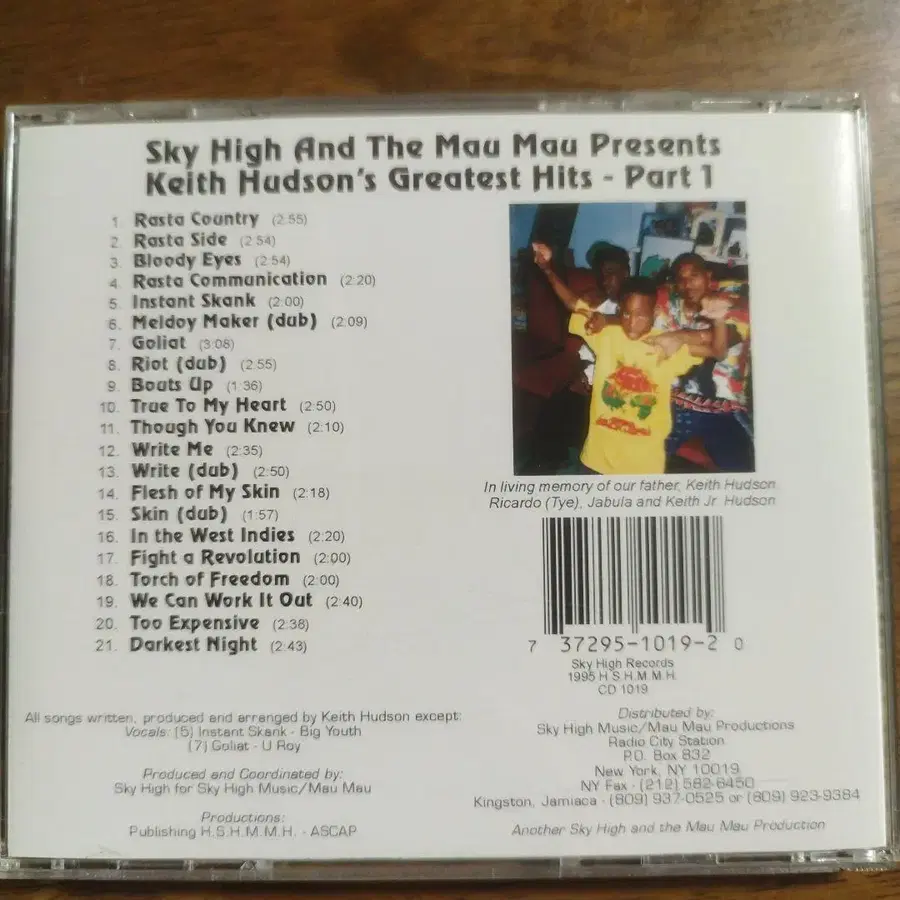 Sky High And The Mau Mau Presents
Keith Hudson's Greatest Hits - Part 1
1. Rasta Country (2:55)
2. Rasta Side (2:54)
3. Bloody Eyes (2:54)
4. Rasta Communication (2:20)
5. Instant Skank (2:00)
6. Meldoy Maker (dub) (2:09)
7. Goliat (3:08)
8. Riot (dub) (2:55)
9. Boats Up (1:36)
10. True To My Heart (2:50)
11. Though You Knew (2:10)
12. Write Me (2:35)
13. Write (dub) (2:50)
14. Flesh of My Skin (2:18)
15. Skin (dub) (1:57)
16. In the West Indies (2:20)
17. Fight a Revolution (2:00)
18. Torch of Freedom (2:00)
19. We Can Work It Out (2:40)
20. Too Expensive (2:38)
21. Darkest Night (2:43)
In living memory of our father, Keith Hudson
Ricardo (Tye), Jabula and Keith Jr. Hudson
7 37295-1019-2 0
Sky High Records
1995 H.S.H.M.M.H.
CD 1019
All songs written, produced and arranged by Keith Hudson except:
Vocals: (5) Instant Skank - Big Youth
(7) Goliat - U Roy
Produced and Coordinated by:
Sky High for Sky High Music/Mau Mau
Productions:
Publishing H.S.H.M.M.H. - ASCAP
Distributed by:
Sky High Music/Mau Mau Productions
Radio City Station
P.O. Box 832
New York, NY 10019
NY Fax - (212) 582-6450
Kingston, Jamiaca - (809) 937-0525 or (809) 923-9384
Another Sky High and the Mau Mau Production